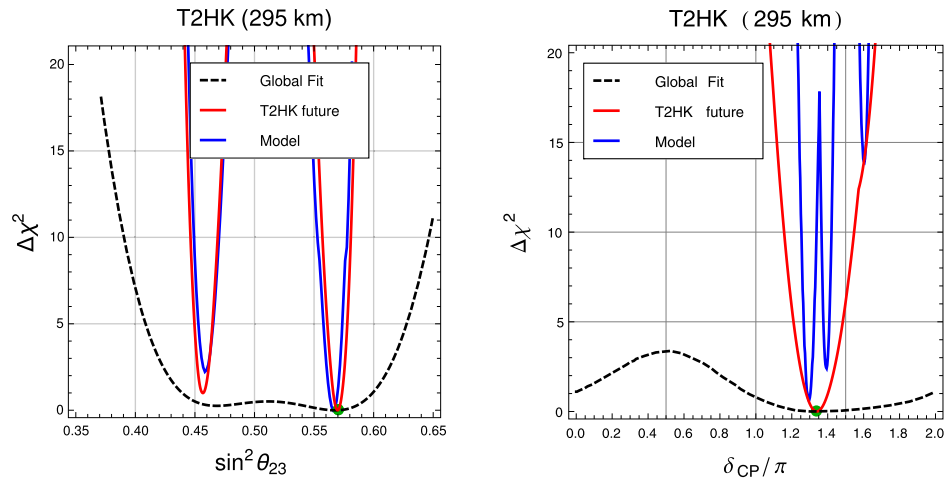 T2HK (295 km)
20
15
10
5
0
Δχ²
Global Fit
T2HK future
Model
0.35 0.40 0.45 0.50 0.55 0.60 0.65
sin²θ₂₃
T2HK ( 295 km)
20
15
10
5
0
Δχ²
Global Fit
T2HK future
Model
0.0 0.2 0.4 0.6 0.8 1.0 1.2 1.4 1.6 1.8 2.0
δCP/π